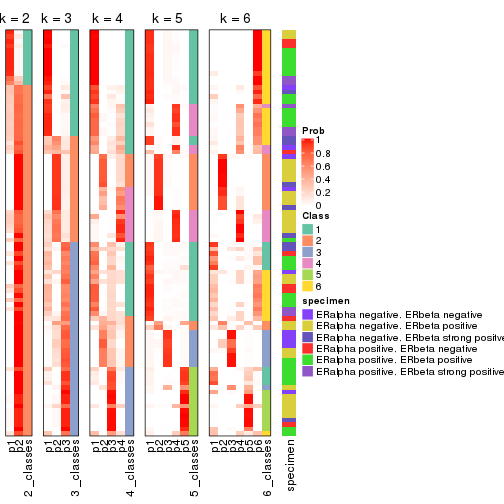 k = 2 k = 3 k = 4 k = 5 k = 6
Prob
1
0.8
0.6
0.4
0.2
0
Class
1
2
3
4
5
6
specimen
ERalpha negative. ERbeta negative
ERalpha negative. ERbeta positive
ERalpha negative. ERbeta strong positive
ERalpha positive. ERbeta negative
ERalpha positive. ERbeta positive
ERalpha positive. ERbeta strong positive
p1 p2 2_classes p1 p2 p3 3_classes p1 p2 p3 p4 4_classes p1 p2 p3 p4 p5 5_classes p1 p2 p3 p4 p5 p6 6_classes specimen